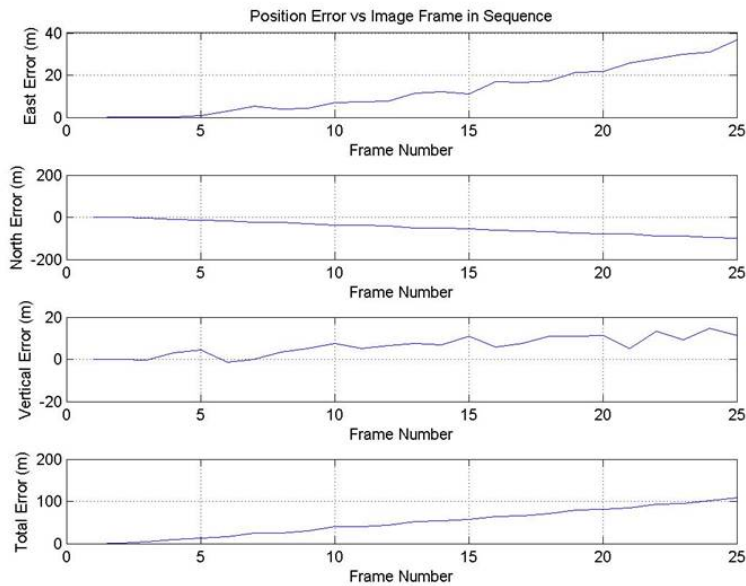 Position Error vs Image Frame in Sequence
East Error (m)
40
20
0
0 5 10 15 20 25
Frame Number
North Error (m)
200
0
-200
0 5 10 15 20 25
Frame Number
Vertical Error (m)
20
0
-20
0 5 10 15 20 25
Frame Number
Total Error (m)
200
100
0
0 5 10 15 20 25
Frame Number